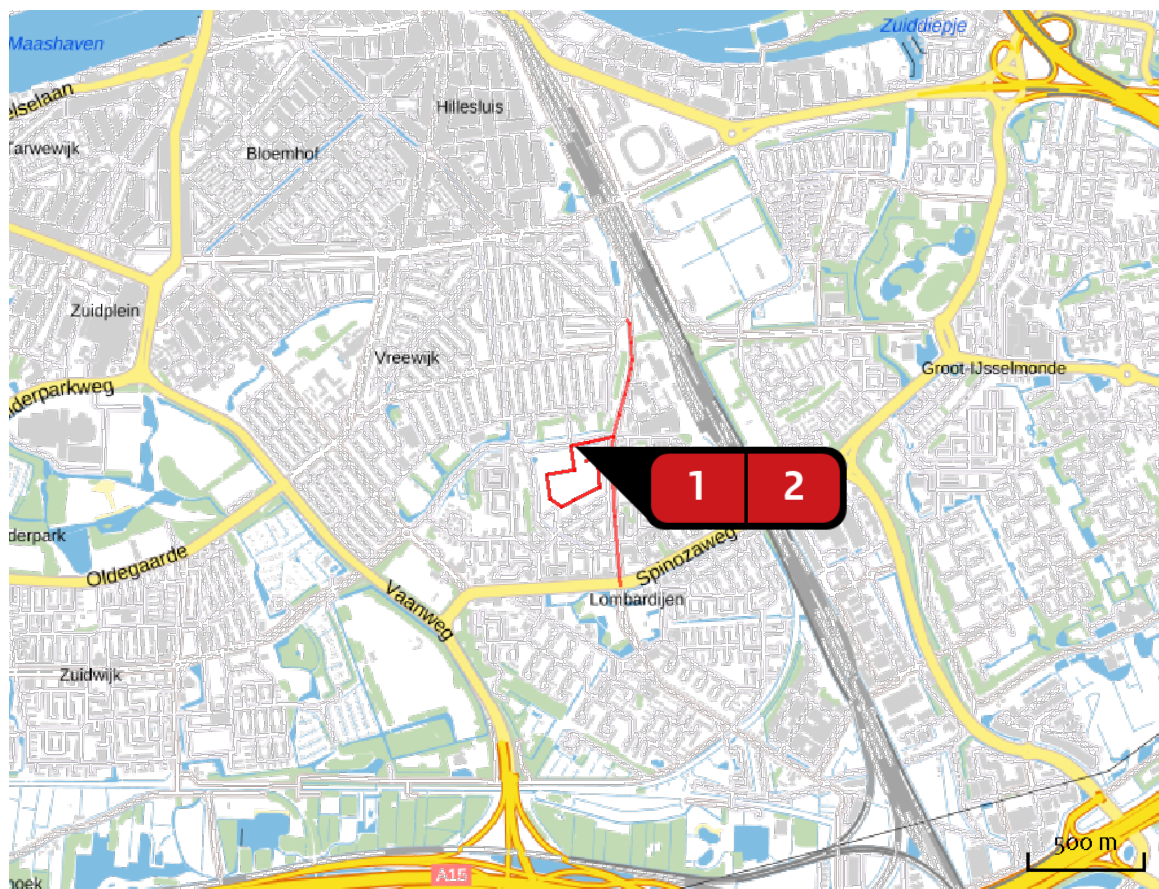 Maashaven
Zuiddiepje
elselaan
Hillesluis
Tarwewijk
Bloemhof
Zuidplein
Vreewijk
Groot-IJsselmonde
iderparkweg
1 2
derpark
Oldegaarde
Spinozaweg
Vaanweg
Lombardijen
Zuidwijk
500 m
A15
hoek